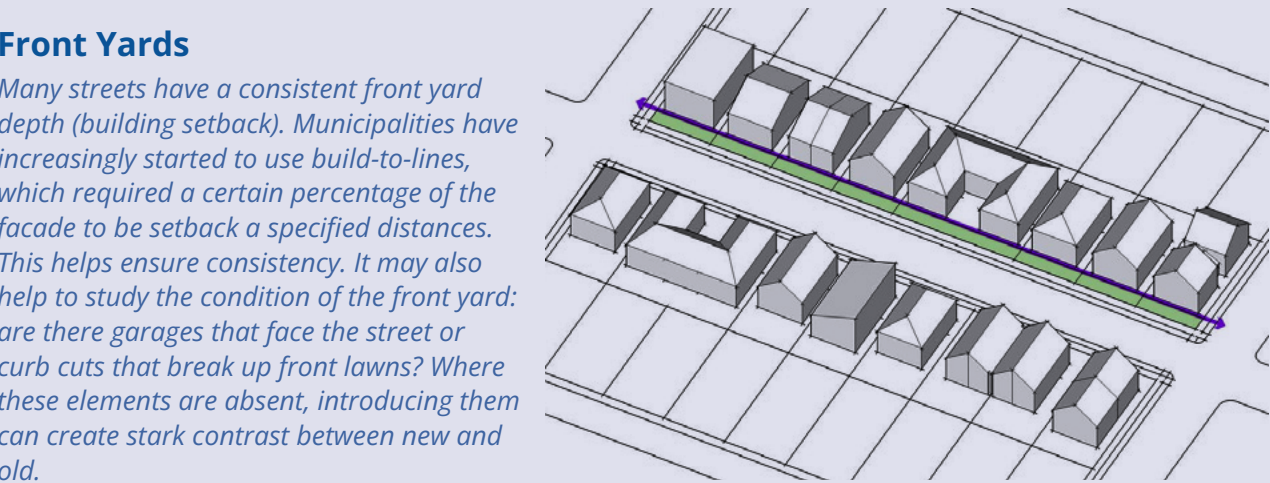 Front Yards
Many streets have a consistent front yard
depth (building setback). Municipalities have
increasingly started to use build-to-lines,
which required a certain percentage of the
facade to be setback a specified distances.
This helps ensure consistency. It may also
help to study the condition of the front yard:
are there garages that face the street or
curb cuts that break up front lawns? Where
these elements are absent, introducing them
can create stark contrast between new and
old.